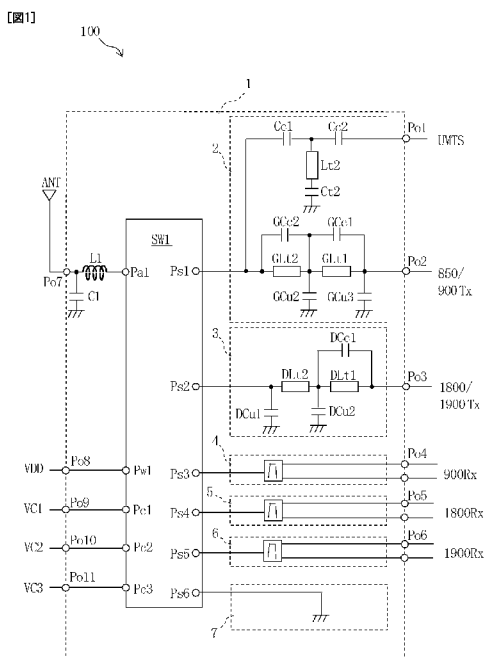 [図1]
100
1
Cc1
Cc2
Po1
UMTS
2
Lt2
Ct2
ANT
SW1
GCc2
GCc1
L1
Pa1
Ps1
GLt2
GLt1
Po2
850/
900Tx
Po7
C1
GCu2
GCu3
3
DCc1
Ps2
DLt2
DLt1
Po3
1800/
1900Tx
DCu1
DCu2
4
Po4
VDD
Po8
Pw1
Ps3
900Rx
5
Po5
VC1
Po9
Pc1
Ps4
1800Rx
6
Po6
VC2
Po10
Pc2
Ps5
1900Rx
VC3
Po11
Pc3
Ps6
7